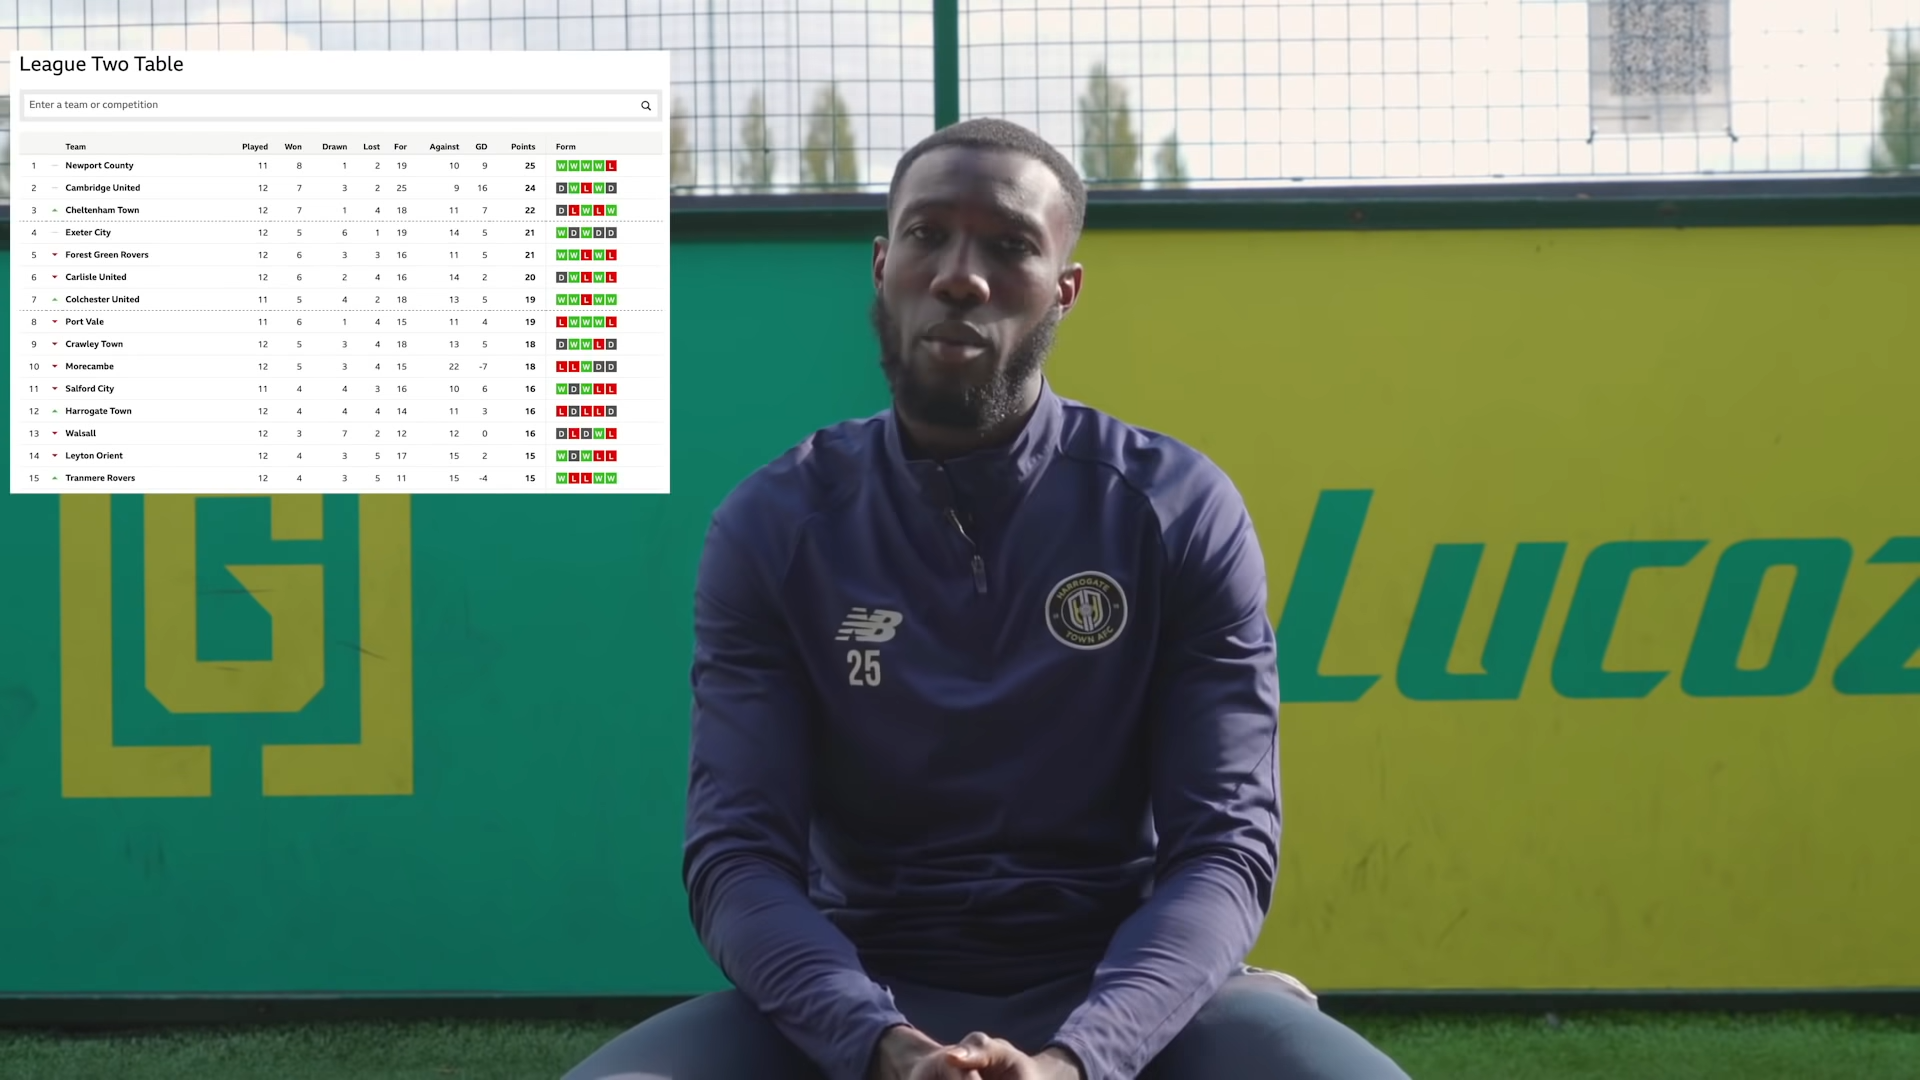 League Two Table
Enter a team or competition
Team Played Won Drawn Lost For Against GD Points Form
1 Newport County 11 8 1 2 19 10 9 25 W W W W L
2 Cambridge United 12 7 3 2 25 9 16 24 D W L W D
3 Cheltenham Town 12 7 1 4 18 11 7 22 D L W L W
4 Exeter City 12 5 6 1 19 14 5 21 W D W D D
5 Forest Green Rovers 12 6 3 3 16 11 5 21 W W L W L
6 Carlisle United 12 6 2 4 16 14 2 20 D W L W L
7 Colchester United 11 5 4 2 18 13 5 19 W W L W W
8 Port Vale 11 6 1 4 15 11 4 19 L W W W L
9 Crawley Town 12 5 3 4 18 13 5 18 D W W L D
10 Morecambe 12 5 3 4 15 22 -7 18 L L W D D
11 Salford City 11 4 4 3 16 10 6 16 W D W L L
12 Harrogate Town 12 4 4 4 14 11 3 16 L D L L D
13 Walsall 12 3 7 2 12 12 0 16 D L D W L
14 Leyton Orient 12 4 3 5 17 15 2 15 W D W L L
15 Tranmere Rovers 12 4 3 5 11 15 -4 15 W L L W W
G
LUCOZ
NB
25
HARROGATE
TOWN AFC